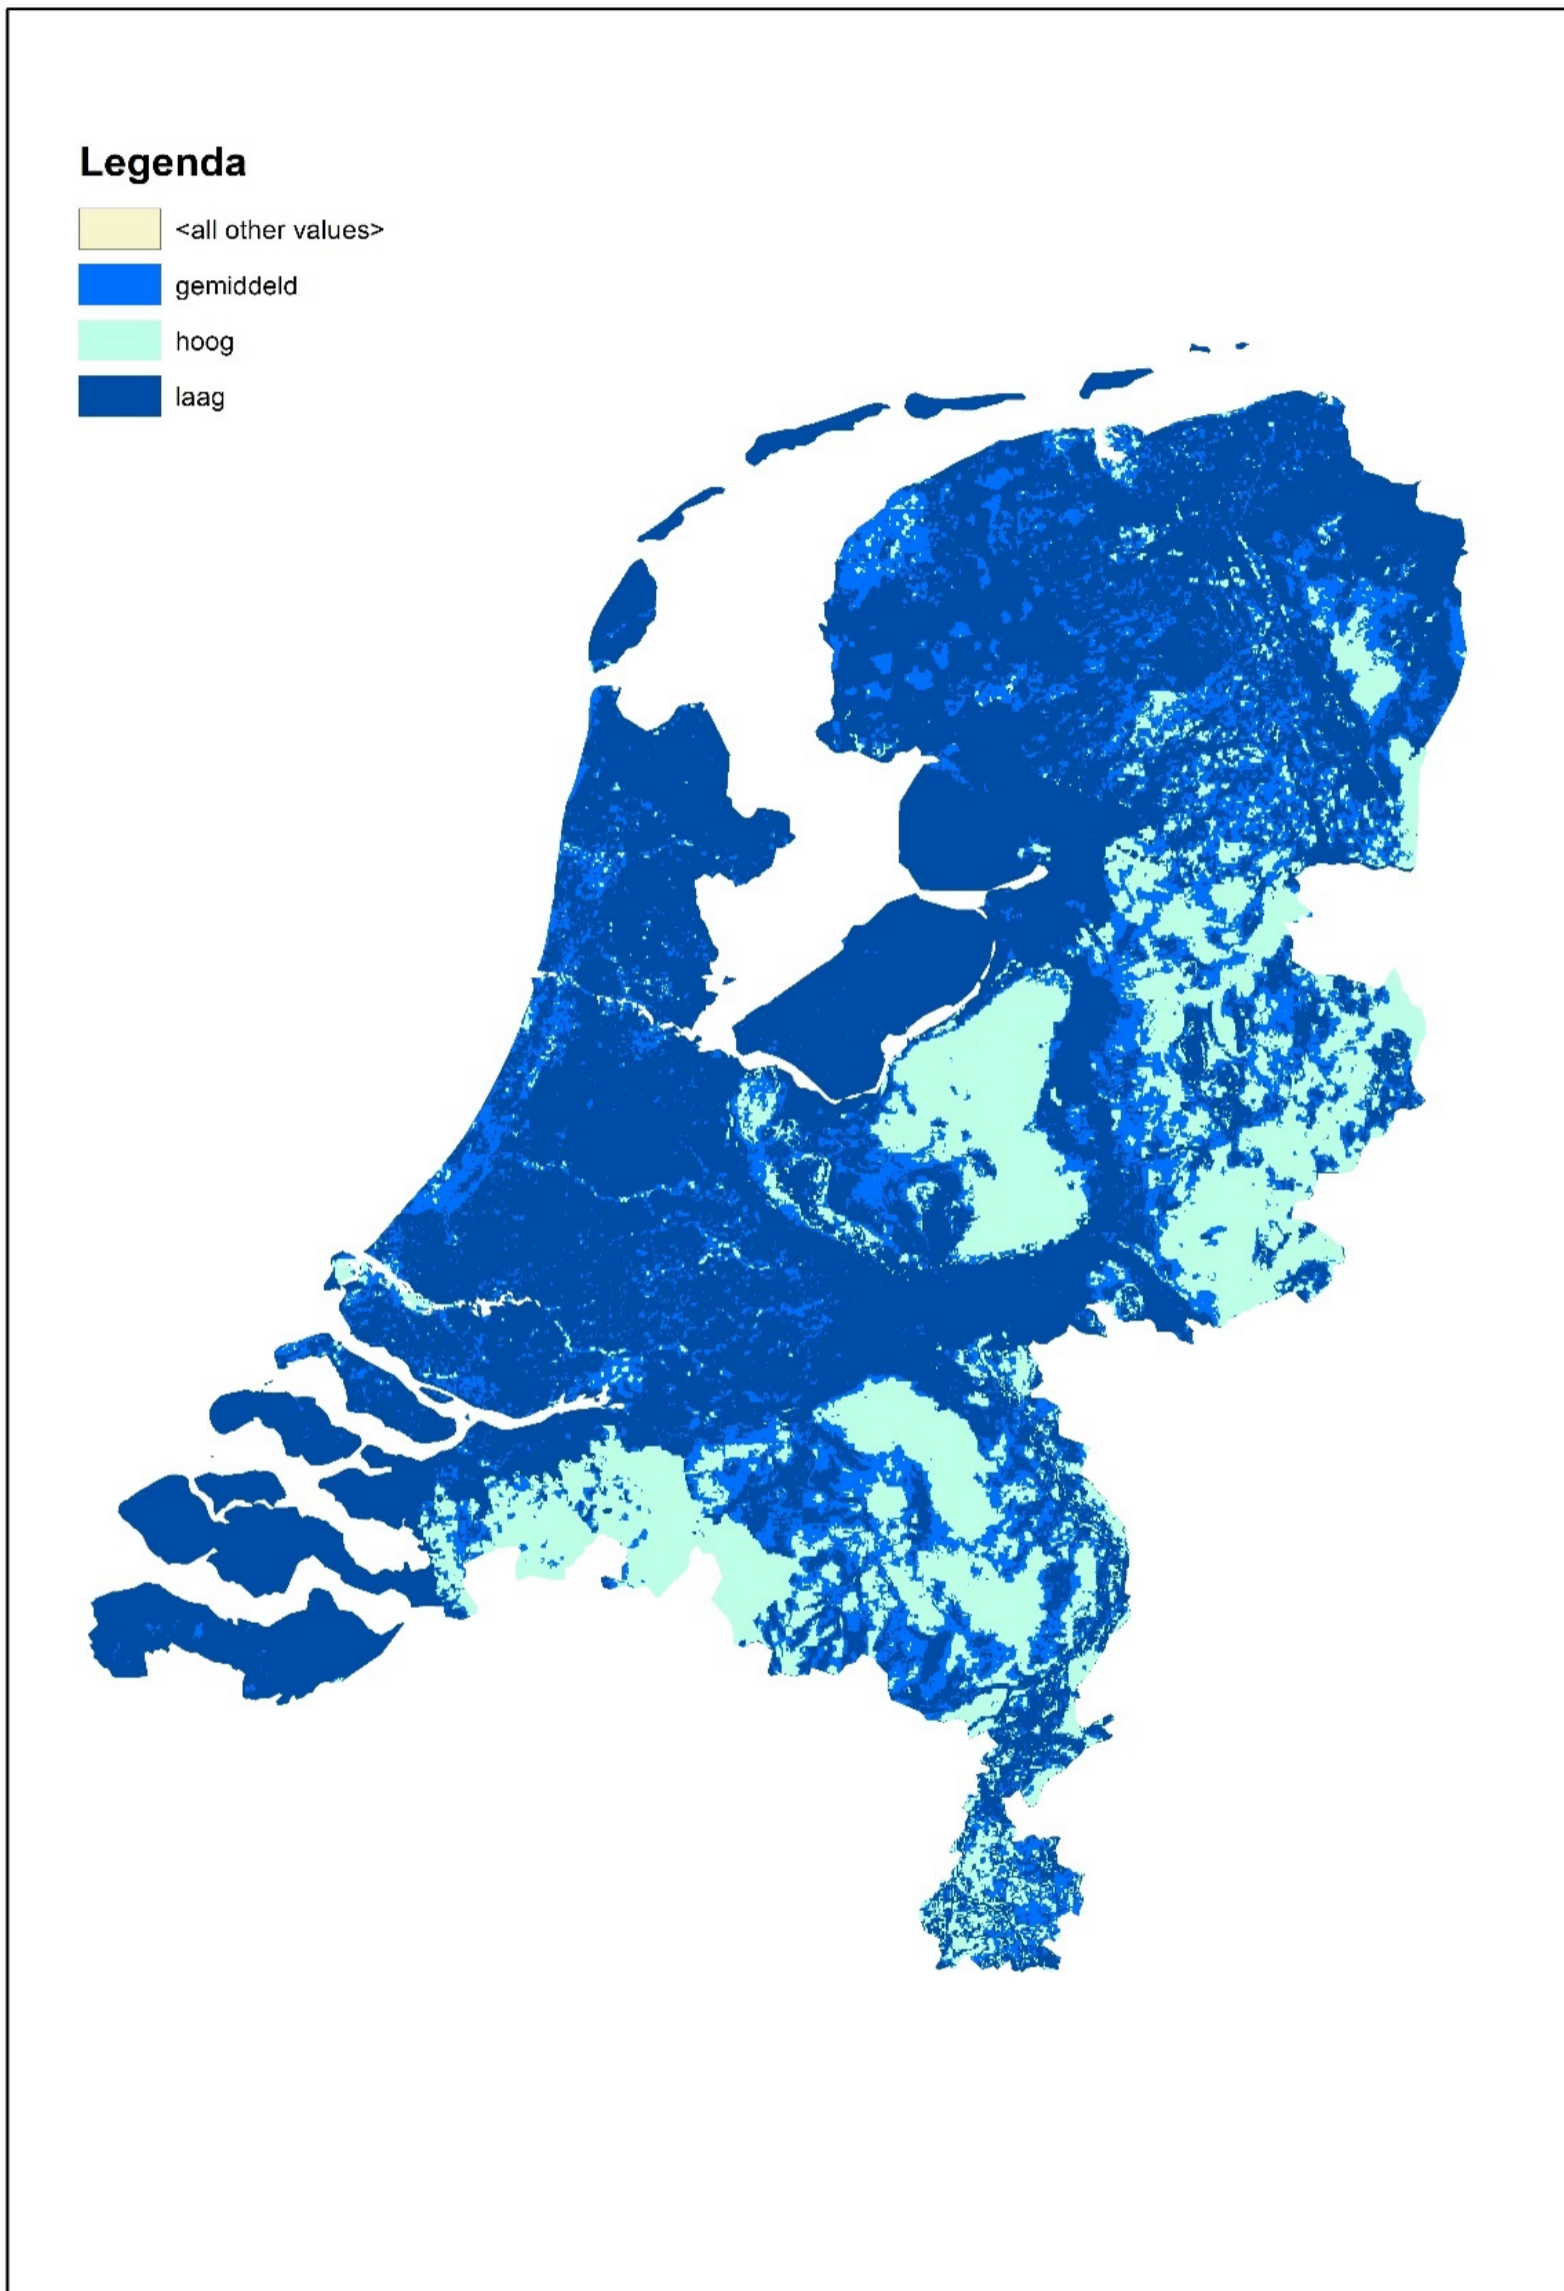 Legenda
<all other values>
gemiddeld
hoog
laag